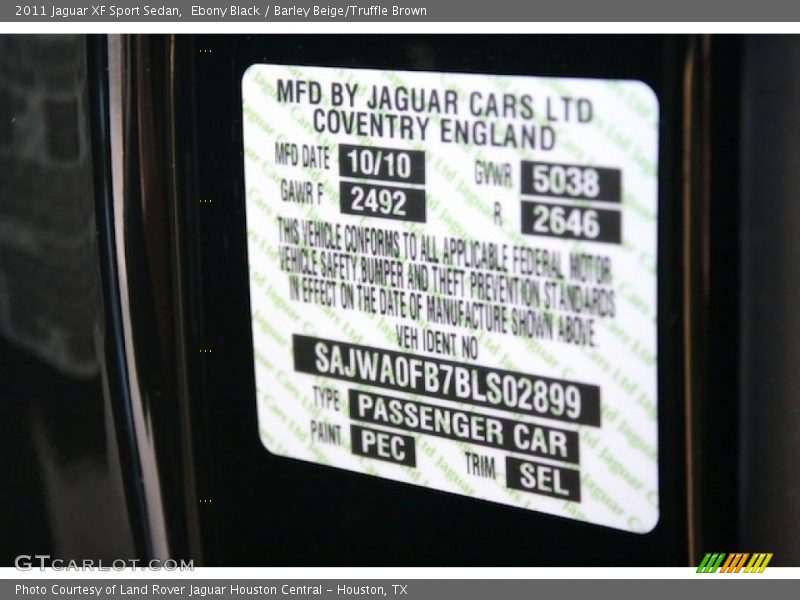 2011 Jaguar XF Sport Sedan, Ebony Black / Barley Beige/Truffle Brown
MFD BY JAGUAR CARS LTD
COVENTRY ENGLAND
MFD DATE 10/10 GVWR 5038
GAWR F 2492 R 2646
THIS VEHICLE CONFORMS TO ALL APPLICABLE FEDERAL MOTOR
VEHICLE SAFETY BUMPER AND THEFT PREVENTION STANDARDS
IN EFFECT ON THE DATE OF MANUFACTURE SHOWN ABOVE.
VEH IDENT NO
SAJWA0FB7BLS02899
TYPE PASSENGER CAR
PAINT PEC TRIM SEL
GTCARLOT.COM
Photo Courtesy of Land Rover Jaguar Houston Central – Houston, TX